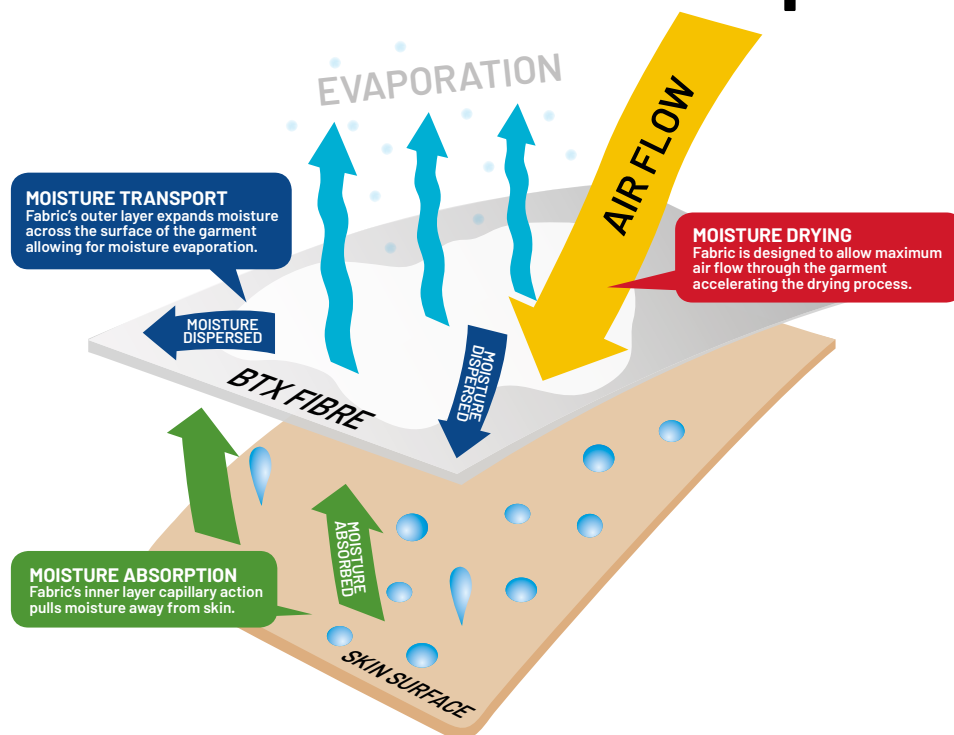 EVAPORATION
AIR FLOW
MOISTURE TRANSPORT
Fabric's outer layer expands moisture
across the surface of the garment
allowing for moisture evaporation.
MOISTURE DRYING
Fabric is designed to allow maximum
air flow through the garment
accelerating the drying process.
MOISTURE
DISPERSED
MOISTURE
DISPERSED
BTX FIBRE
MOISTURE
ABSORBED
MOISTURE ABSORPTION
Fabric's inner layer capillary action
pulls moisture away from skin.
SKIN SURFACE